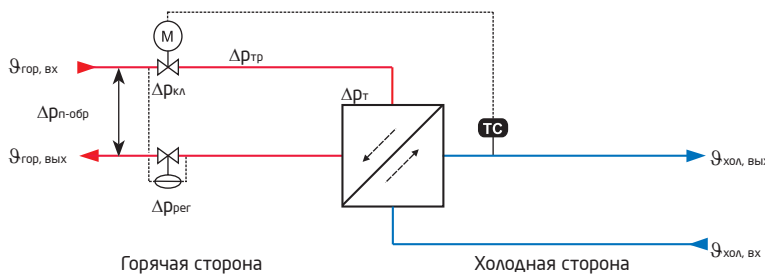 M
ϑгор, вх
Δpтр
Δpкл
Δpт
Δpп-обр
TC
ϑгор, вых
ϑхол, вых
Δpрег
ϑхол, вх
Горячая сторона
Холодная сторона